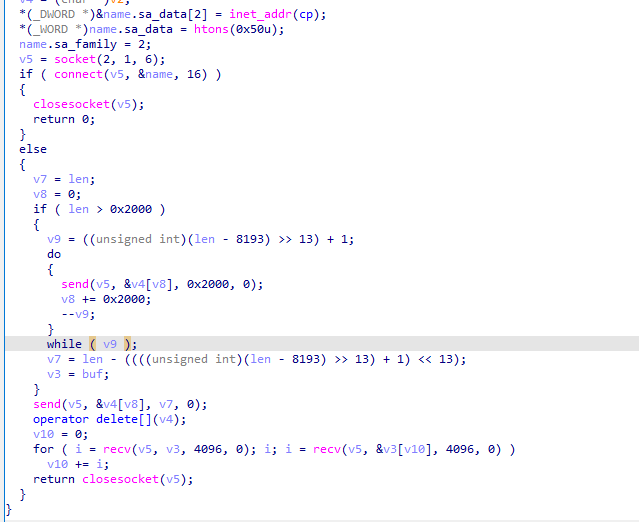 *(_DWORD *)&name.sa_data[2] = inet_addr(cp);
*(_WORD *)name.sa_data = htons(0x50u);
name.sa_family = 2;
v5 = socket(2, 1, 6);
if ( connect(v5, &name, 16) )
{
closesocket(v5);
return 0;
}
else
{
v7 = len;
v8 = 0;
if ( len > 0x2000 )
{
v9 = ((unsigned int)(len - 8193) >> 13) + 1;
do
{
send(v5, &v4[v8], 0x2000, 0);
v8 += 0x2000;
--v9;
}
while ( v9 );
v7 = len - ((((unsigned int)(len - 8193) >> 13) + 1) << 13);
v3 = buf;
}
send(v5, &v4[v8], v7, 0);
operator delete[](v4);
v10 = 0;
for ( i = recv(v5, v3, 4096, 0); i; i = recv(v5, &v3[v10], 4096, 0) )
v10 += i;
return closesocket(v5);
}
}